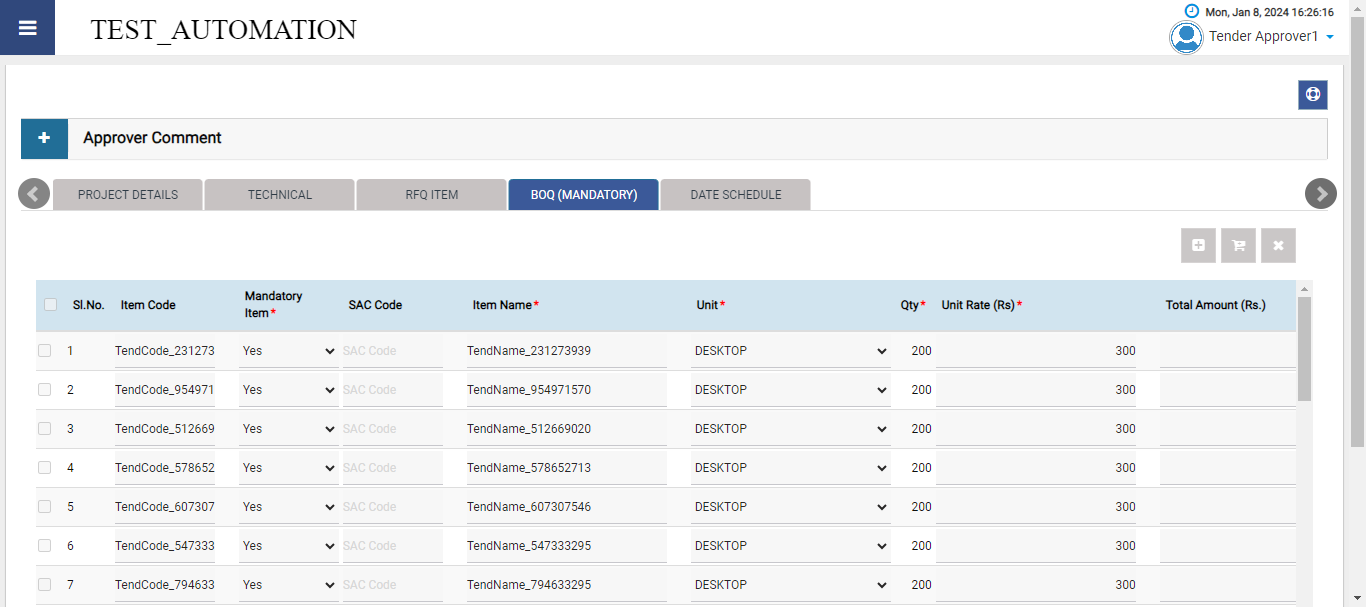 Mon, Jan 8, 2024 16:26:16
TEST_AUTOMATION
Tender Approver1
Approver Comment
PROJECT DETAILS TECHNICAL RFQ ITEM BOQ (MANDATORY) DATE SCHEDULE
Sl.No. Item Code Mandatory Item* SAC Code Item Name* Unit* Qty* Unit Rate (Rs)* Total Amount (Rs.)
1 TendCode_231273 Yes SAC Code TendName_231273939 DESKTOP 200 300
2 TendCode_954971 Yes SAC Code TendName_954971570 DESKTOP 200 300
3 TendCode_512669 Yes SAC Code TendName_512669020 DESKTOP 200 300
4 TendCode_578652 Yes SAC Code TendName_578652713 DESKTOP 200 300
5 TendCode_607307 Yes SAC Code TendName_607307546 DESKTOP 200 300
6 TendCode_547333 Yes SAC Code TendName_547333295 DESKTOP 200 300
7 TendCode_794633 Yes SAC Code TendName_794633295 DESKTOP 200 300